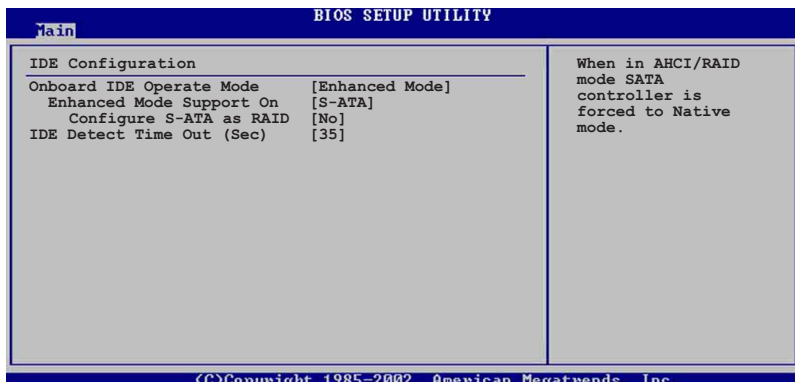 BIOS SETUP UTILITY
Main
IDE Configuration
Onboard IDE Operate Mode [Enhanced Mode]
Enhanced Mode Support On [S-ATA]
Configure S-ATA as RAID [No]
IDE Detect Time Out (Sec) [35]
When in AHCI/RAID
mode SATA
controller is
forced to Native
mode.
(C)Copyright 1985-2002, American Megatrends, Inc.